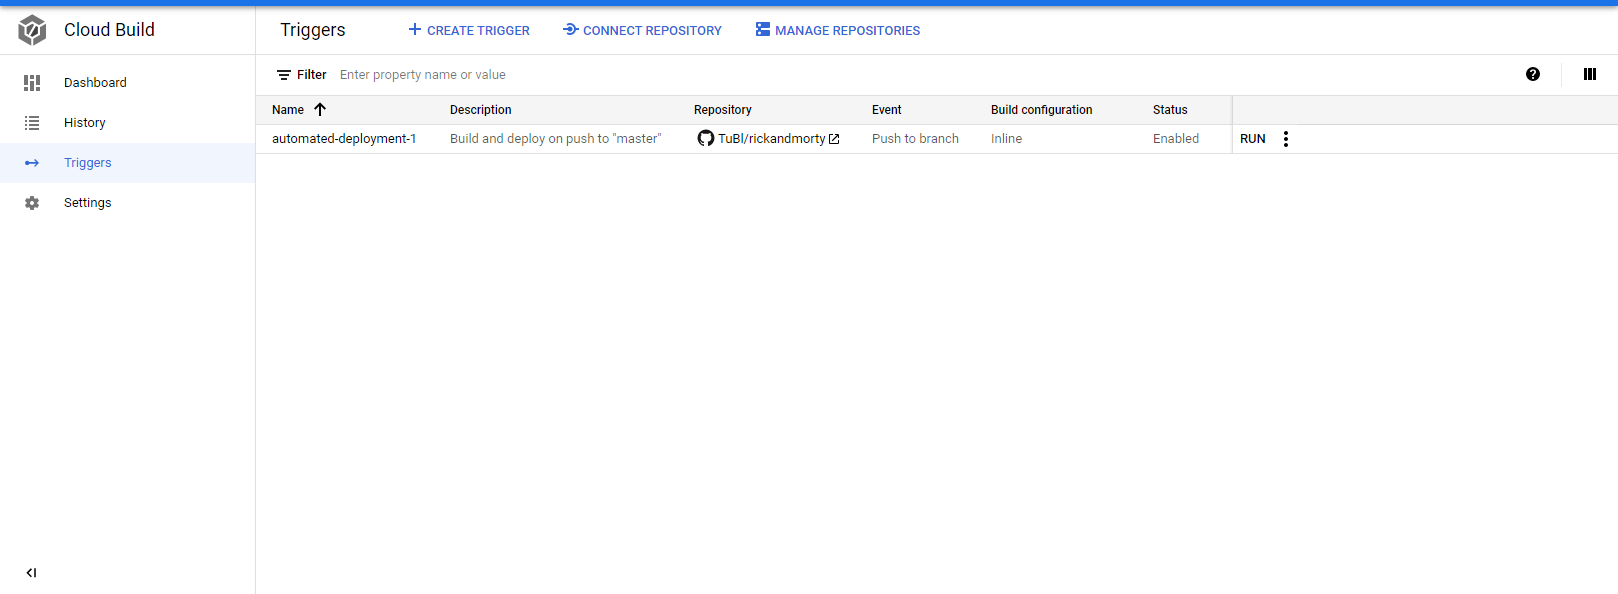 Cloud Build
Triggers
CREATE TRIGGER
CONNECT REPOSITORY
MANAGE REPOSITORIES
Dashboard
History
Triggers
Settings
Filter Enter property name or value
Name Description Repository Event Build configuration Status
automated-deployment-1 Build and deploy on push to "master" TuBl/rickandmorty Push to branch Inline Enabled RUN